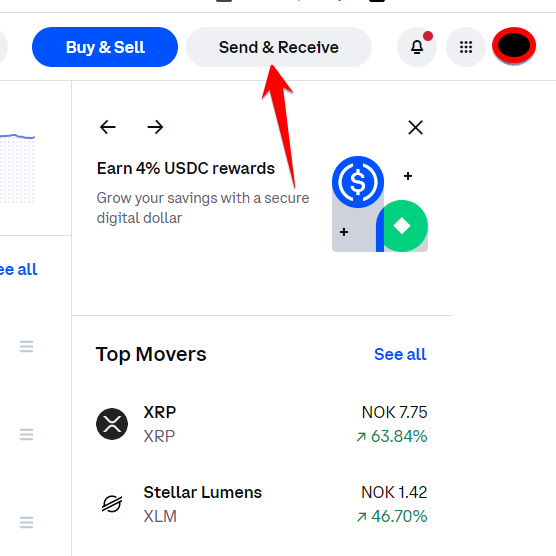 Buy & Sell
Send & Receive
Earn 4% USDC rewards
Grow your savings with a secure
digital dollar
ee all
Top Movers
See all
XRP
NOK 7.75
XRP
↗ 63.84%
Stellar Lumens
NOK 1.42
XLM
↗ 46.70%